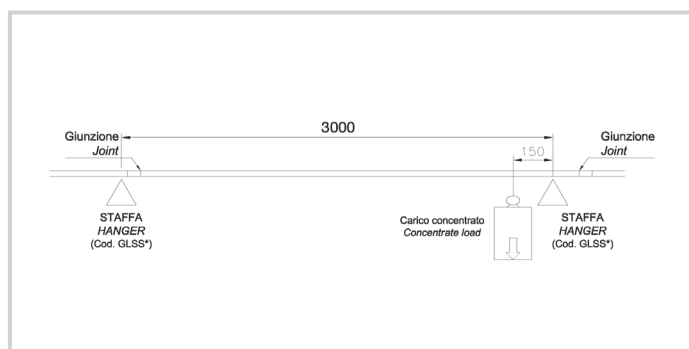 3000
Giunzione
Joint
Giunzione
Joint
150
STAFFA
HANGER
(Cod. GLSS*)
Carico concentrato
Concentrate load
STAFFA
HANGER
(Cod. GLSS*)